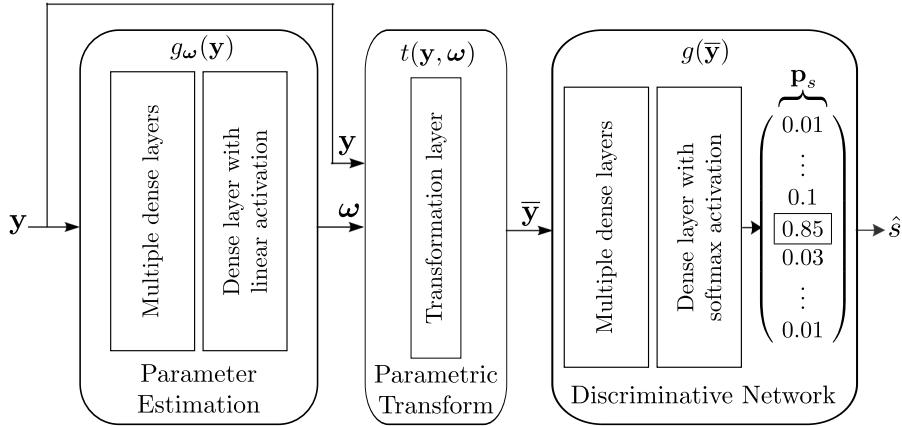 y
g_ω(y)
Multiple dense layers
Dense layer with
linear activation
Parameter
Estimation
y
ω
t(y, ω)
Transformation layer
Parametric
Transform
y̅
g(y̅)
Multiple dense layers
Dense layer with
softmax activation
p_s
0.01
⋮
0.1
0.85
0.03
⋮
0.01
Discriminative Network
ŝ